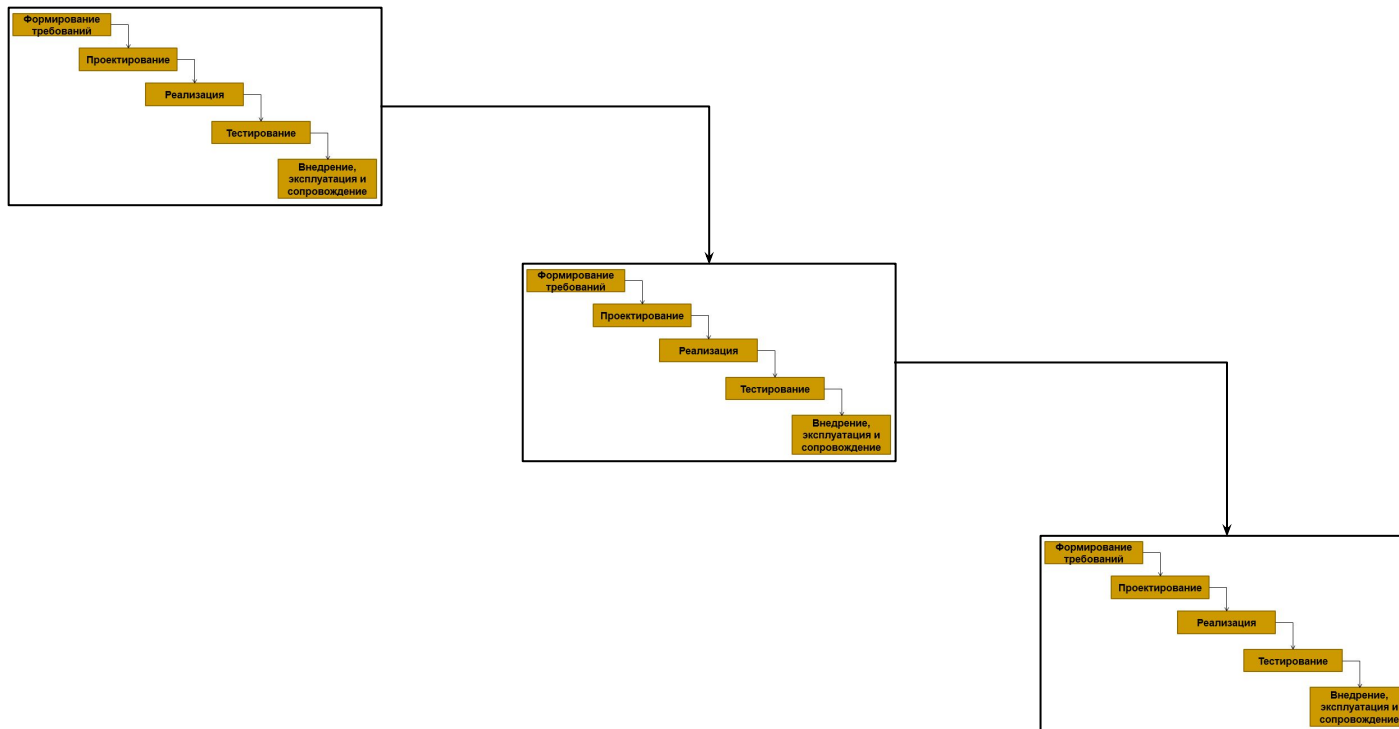 Формирование
требований
Проектирование
Реализация
Тестирование
Внедрение,
эксплуатация и
сопровождение
Формирование
требований
Проектирование
Реализация
Тестирование
Внедрение,
эксплуатация и
сопровождение
Формирование
требований
Проектирование
Реализация
Тестирование
Внедрение,
эксплуатация и
сопровождение